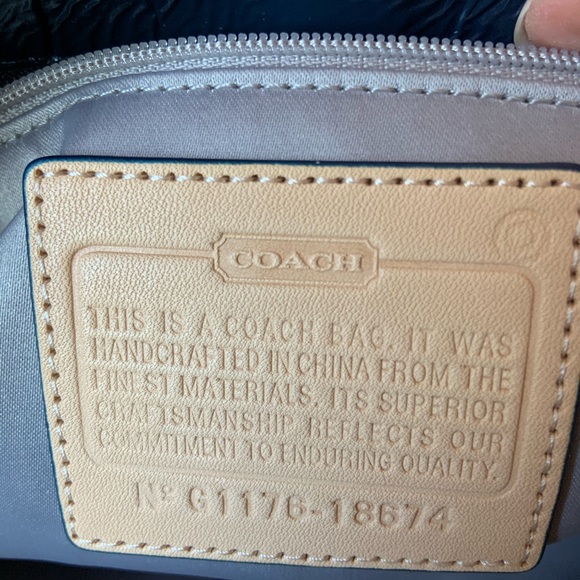 COACH
THIS IS A COACH BAG. IT WAS
HANDCRAFTED IN CHINA FROM THE
FINEST MATERIALS. ITS SUPERIOR
CRAFTSMANSHIP REFLECTS OUR
COMMITMENT TO ENDURING QUALITY.
Nº G1176-18674